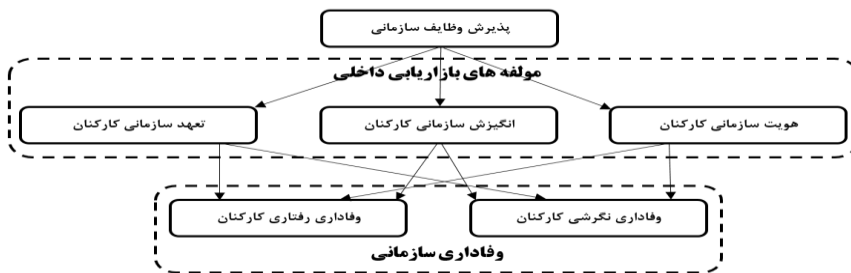 پذیرش وظایف سازمانی
مولفه های بازاریابی داخلی
هویت سازمانی کارکنان
انگیزش سازمانی کارکنان
تعهد سازمانی کارکنان
وفاداری نگرشی کارکنان
وفاداری رفتاری کارکنان
وفاداری سازمانی